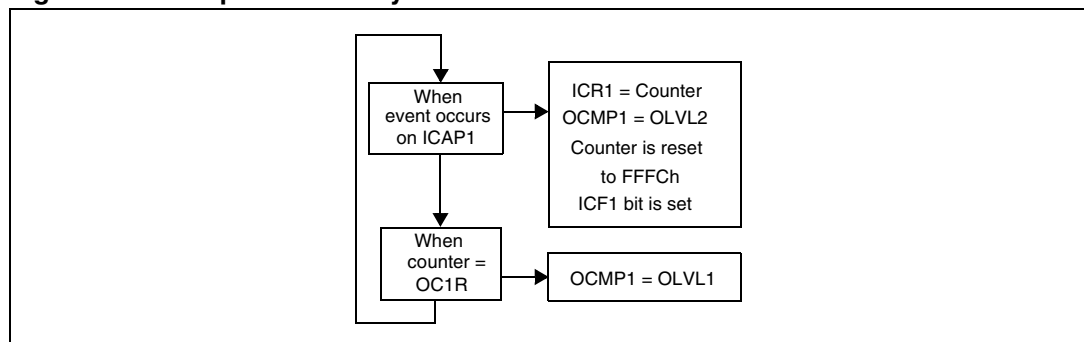 When
event occurs
on ICAP1
ICR1 = Counter
OCMP1 = OLVL2
Counter is reset
to FFFCh
ICF1 bit is set
When
counter =
OC1R
OCMP1 = OLVL1